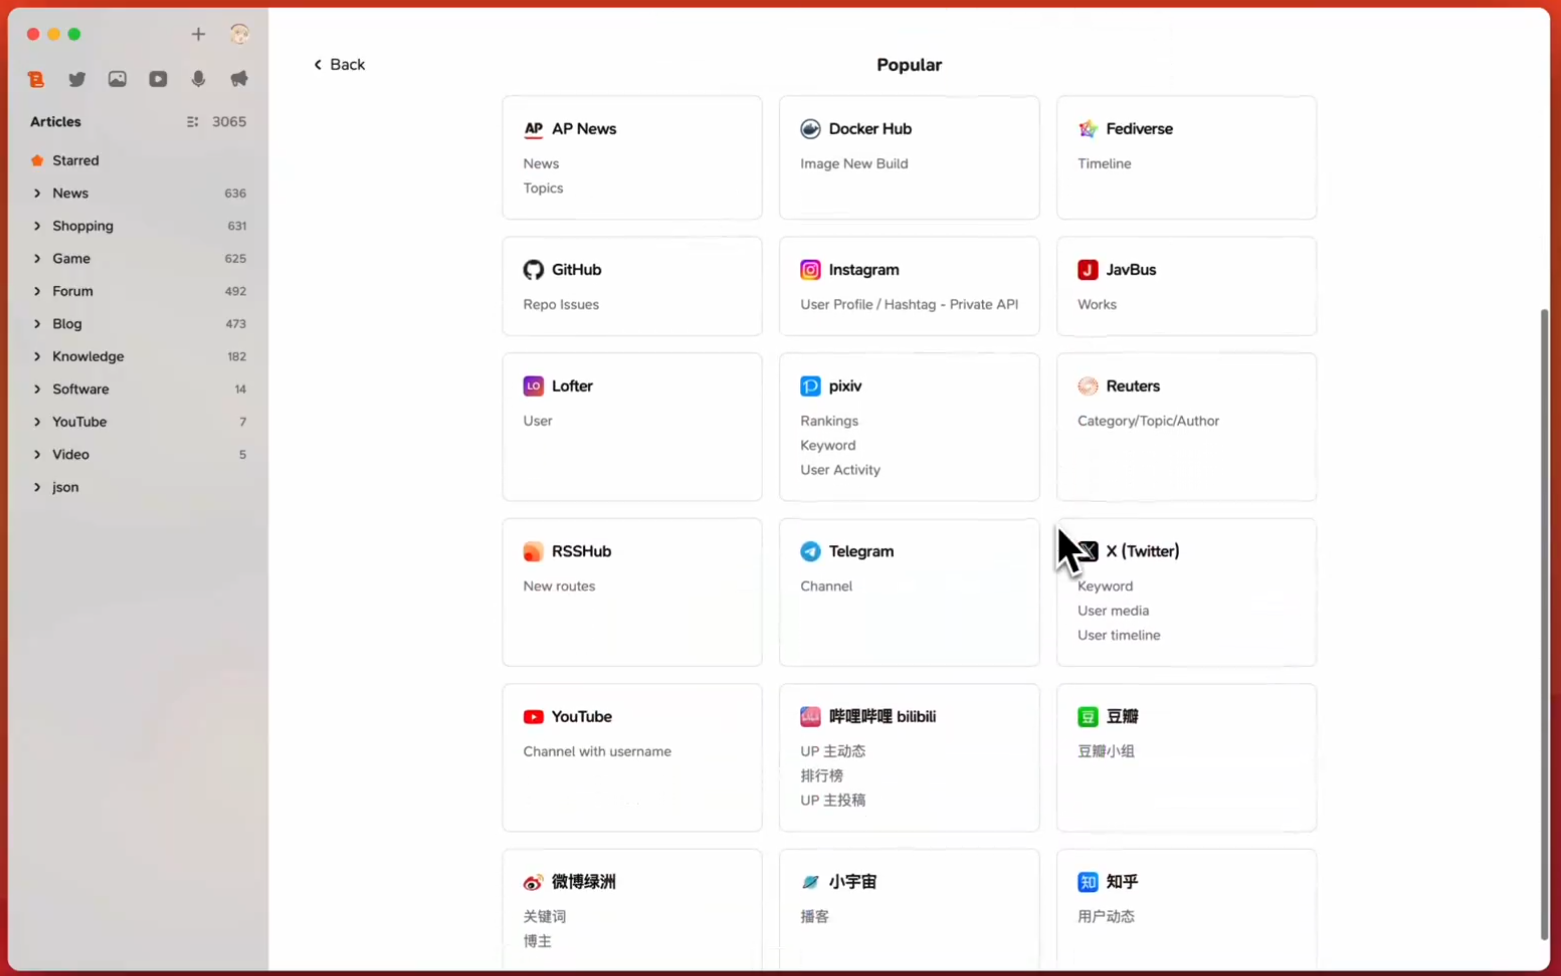 Back
Popular
Articles
3065
Starred
News
636
Shopping
631
Game
625
Forum
492
Blog
473
Knowledge
182
Software
14
YouTube
7
Video
5
json
AP AP News
News
Topics
Docker Hub
Image New Build
Fediverse
Timeline
GitHub
Repo Issues
Instagram
User Profile / Hashtag - Private API
J JavBus
Works
LO Lofter
User
pixiv
Rankings
Keyword
User Activity
Reuters
Category/Topic/Author
RSSHub
New routes
Telegram
Channel
X (Twitter)
Keyword
User media
User timeline
YouTube
Channel with username
哔哩哔哩 bilibili
UP 主动态
排行榜
UP 主投稿
豆 豆瓣
豆瓣小组
微博绿洲
关键词
博主
小宇宙
播客
知 知乎
用户动态